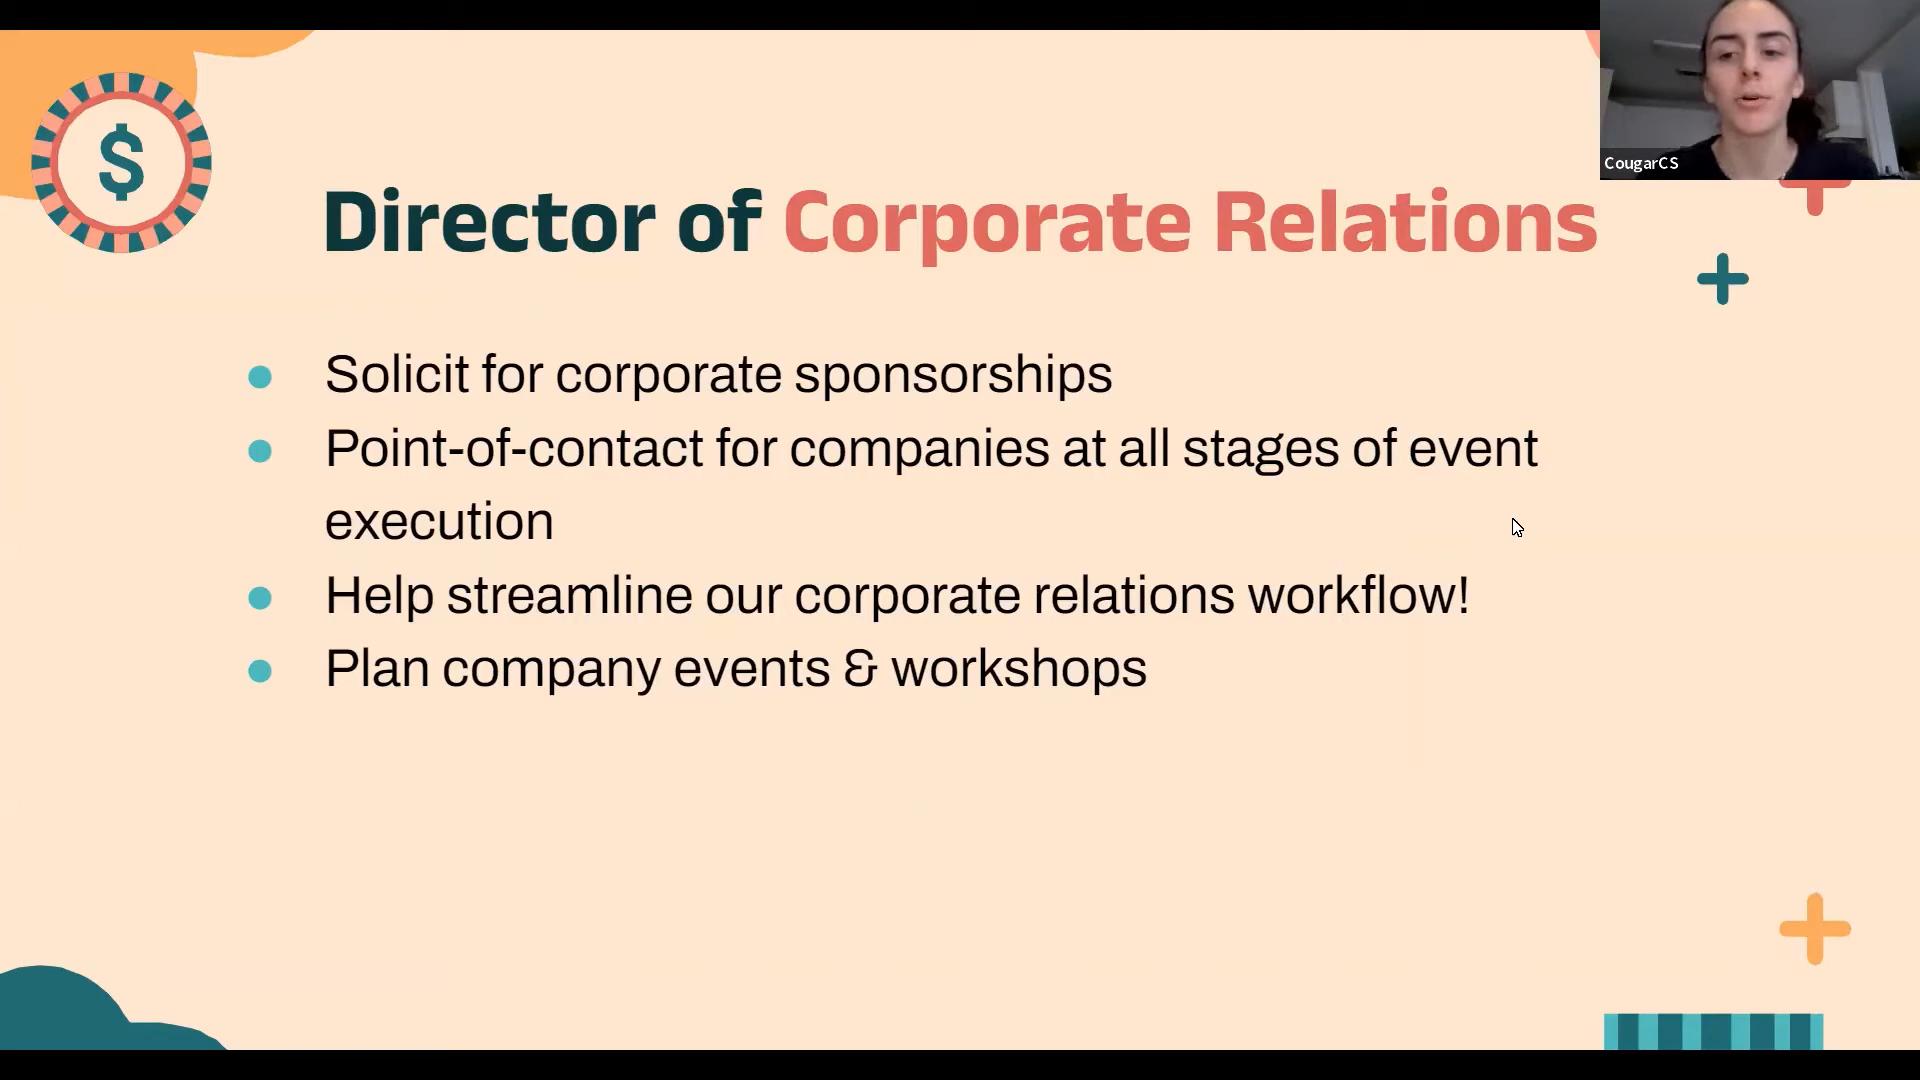 CougarCS
$
Director of Corporate Relations
Solicit for corporate sponsorships
Point-of-contact for companies at all stages of event
execution
Help streamline our corporate relations workflow!
Plan company events & workshops